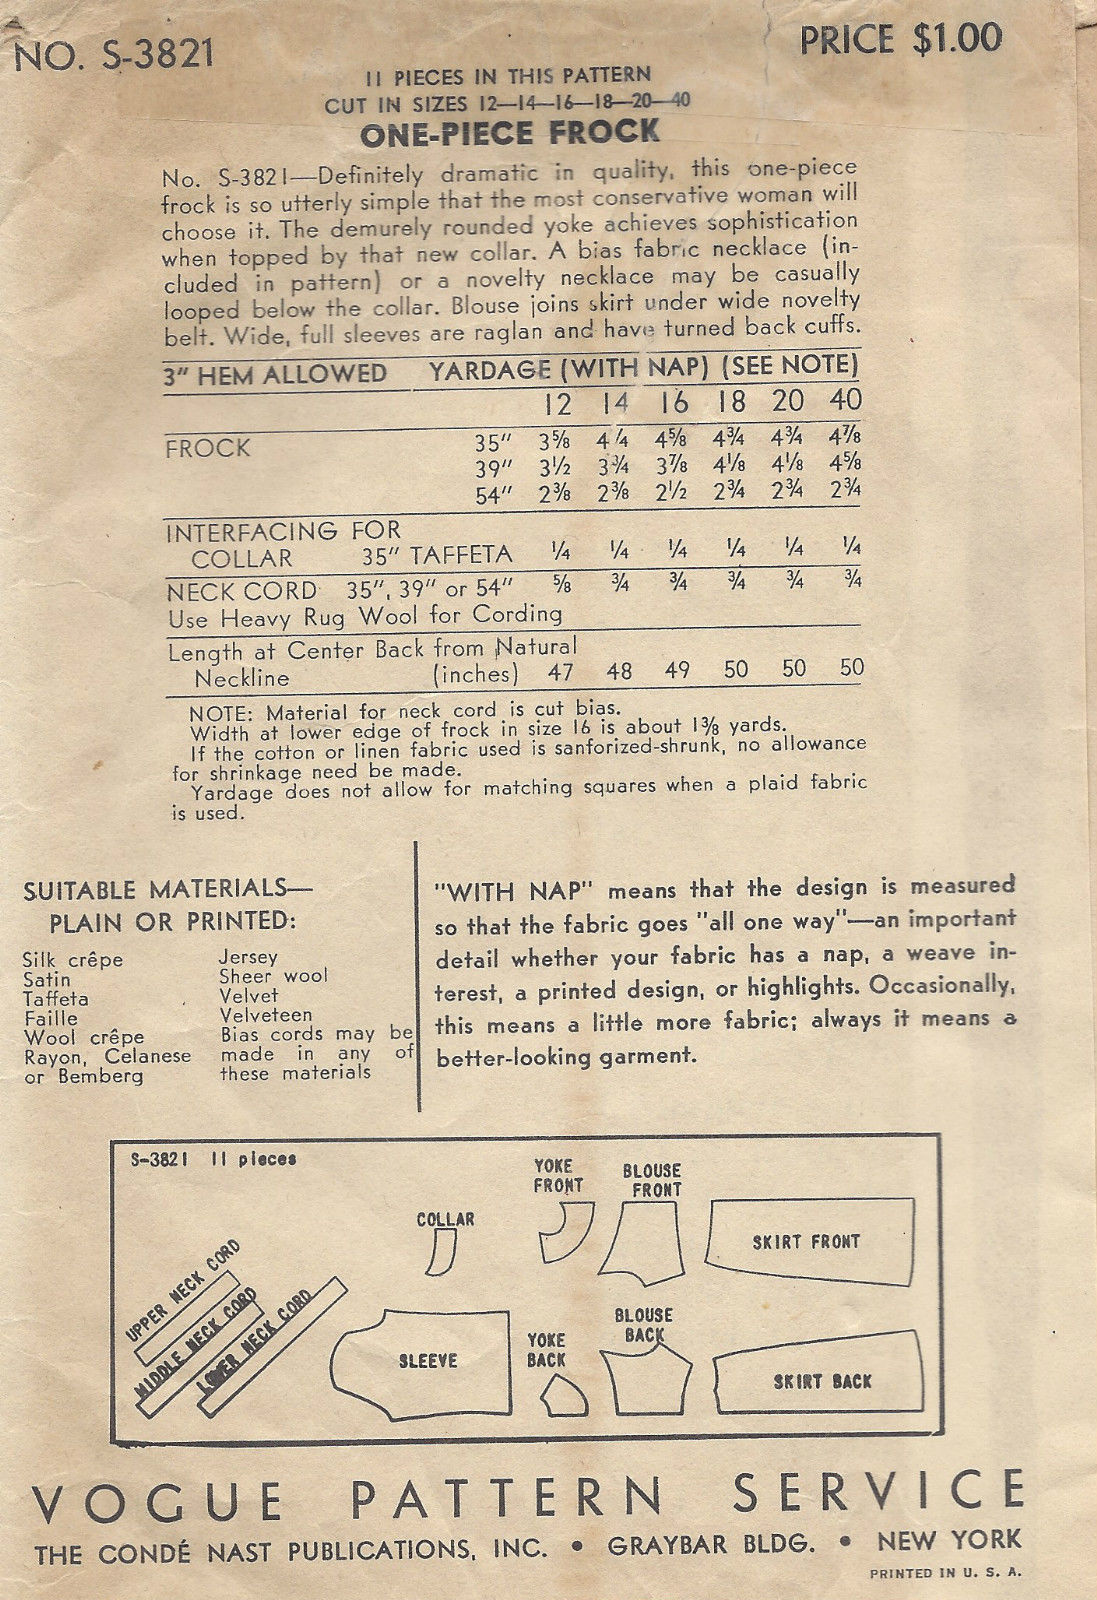 NO. S-3821
PRICE $1.00
11 PIECES IN THIS PATTERN
CUT IN SIZES 12—14—16—18—20—40
ONE-PIECE FROCK
No. S-3821—Definitely dramatic in quality, this one-piece
frock is so utterly simple that the most conservative woman will
choose it. The demurely rounded yoke achieves sophistication
when topped by that new collar. A bias fabric necklace (in-
cluded in pattern) or a novelty necklace may be casually
looped below the collar. Blouse joins skirt under wide novelty
belt. Wide, full sleeves are raglan and have turned back cuffs.
3" HEM ALLOWED YARDAGE (WITH NAP) (SEE NOTE)
12 14 16 18 20 40
FROCK 35" 3⅝ 4¼ 4⅝ 4¾ 4¾ 4⅞
39" 3½ 3¾ 3⅞ 4⅛ 4⅛ 4⅝
54" 2⅜ 2⅜ 2½ 2¾ 2¾ 2¾
INTERFACING FOR
COLLAR 35" TAFFETA ¼ ¼ ¼ ¼ ¼ ¼
NECK CORD 35", 39" or 54" ⅝ ¾ ¾ ¾ ¾ ¾
Use Heavy Rug Wool for Cording
Length at Center Back from Natural
Neckline (inches) 47 48 49 50 50 50
NOTE: Material for neck cord is cut bias.
Width at lower edge of frock in size 16 is about 1⅜ yards.
If the cotton or linen fabric used is sanforized-shrunk, no allowance
for shrinkage need be made.
Yardage does not allow for matching squares when a plaid fabric
is used.
SUITABLE MATERIALS—
PLAIN OR PRINTED:
Silk crêpe
Satin
Taffeta
Faille
Wool crêpe
Rayon, Celanese
or Bemberg
Jersey
Sheer wool
Velvet
Velveteen
Bias cords may be
made in any of
these materials
"WITH NAP" means that the design is measured
so that the fabric goes "all one way"—an important
detail whether your fabric has a nap, a weave in-
terest, a printed design, or highlights. Occasionally,
this means a little more fabric; always it means a
better-looking garment.
S-3821 11 pieces
YOKE
FRONT
BLOUSE
FRONT
COLLAR
SKIRT FRONT
UPPER NECK CORD
MIDDLE NECK CORD
LOWER NECK CORD
SLEEVE
YOKE
BACK
BLOUSE
BACK
SKIRT BACK
VOGUE PATTERN SERVICE
THE CONDÉ NAST PUBLICATIONS, INC. • GRAYBAR BLDG. • NEW YORK
PRINTED IN U. S. A.